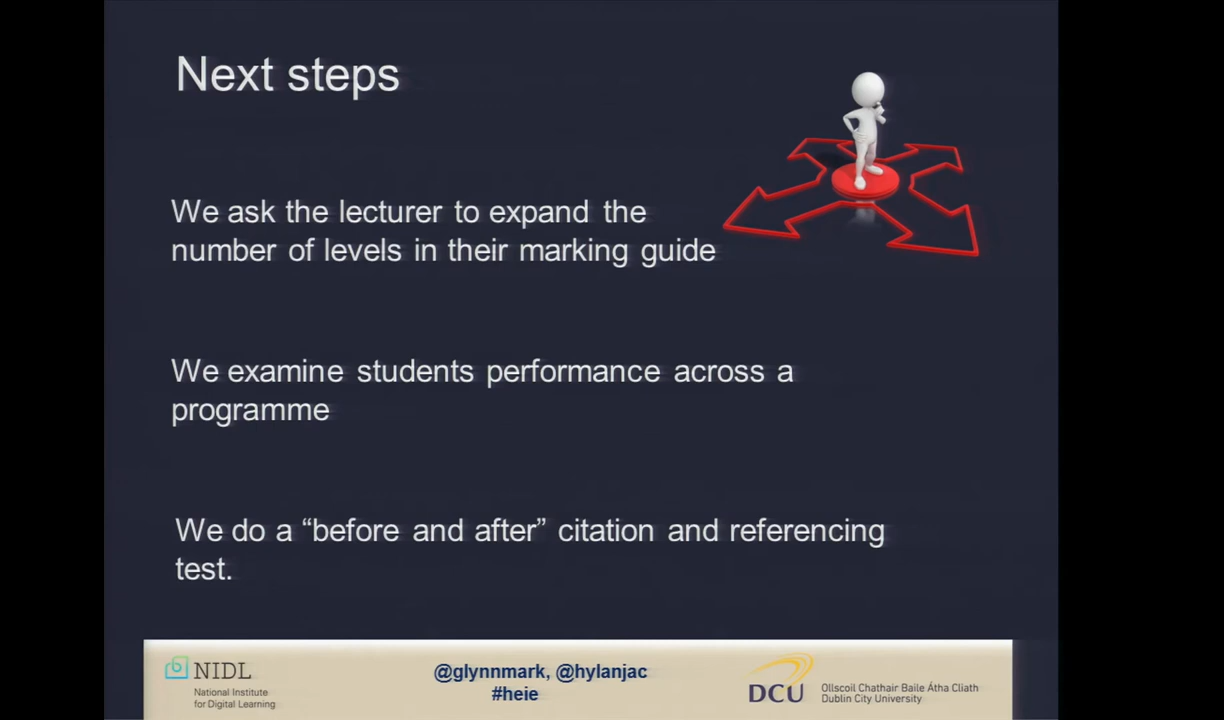 Next steps
We ask the lecturer to expand the
number of levels in their marking guide
We examine students performance across a
programme
We do a “before and after” citation and referencing
test.
NIDL
National Institute
for Digital Learning
@glynnmark, @hylanjac
#heie
DCU
Ollscoil Chathair Baile Átha Cliath
Dublin City University